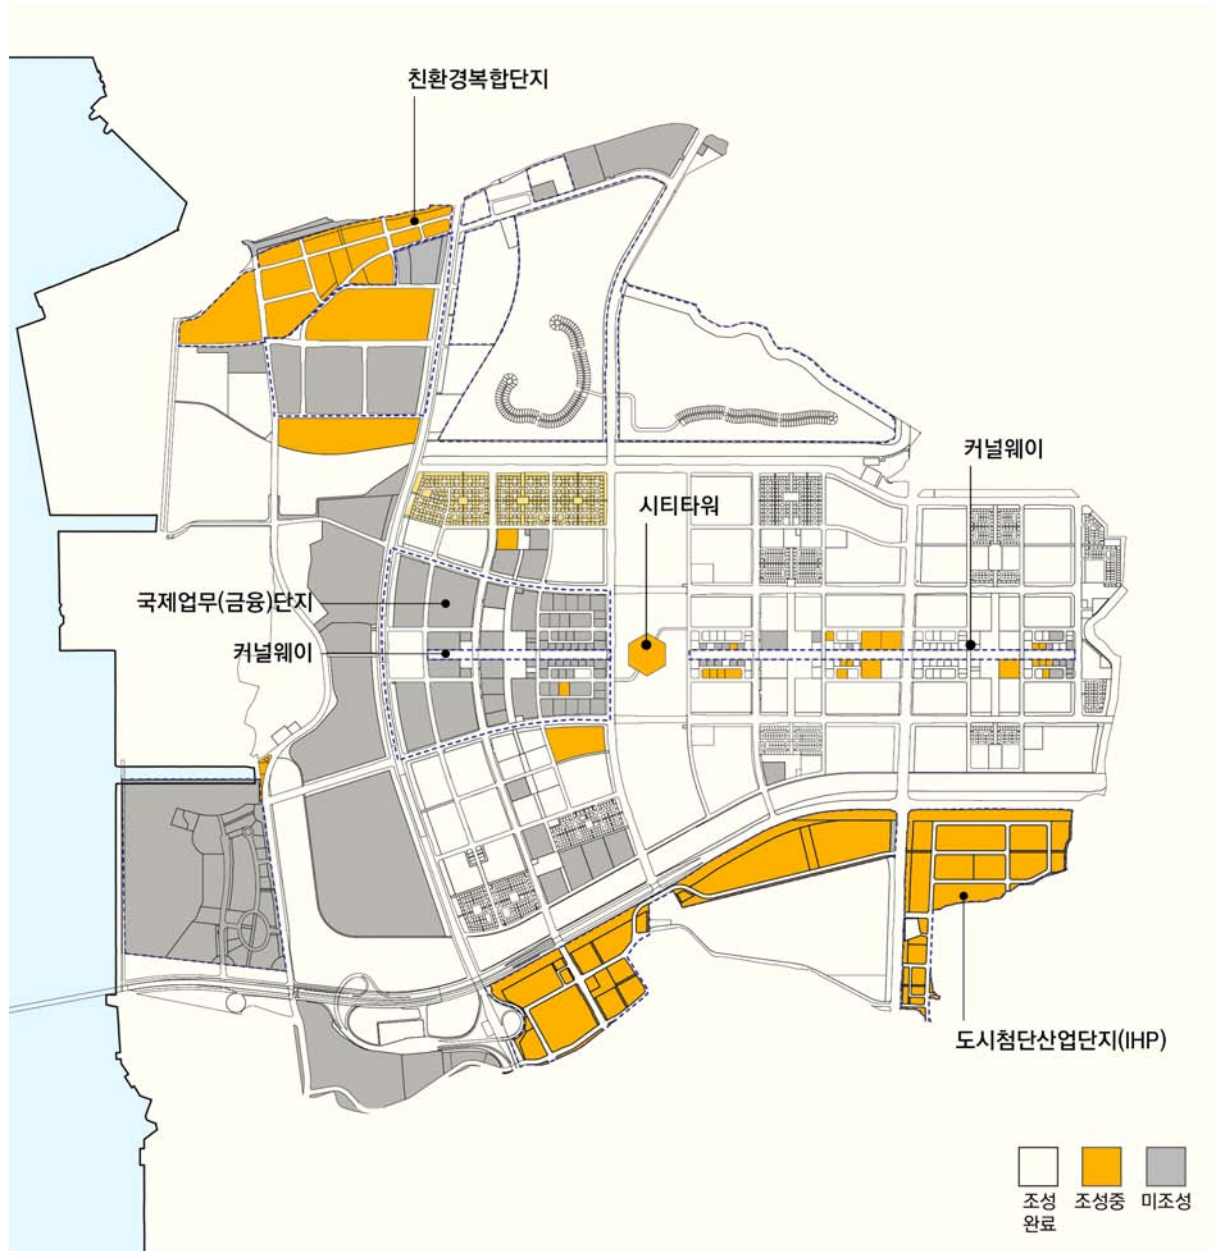 친환경복합단지
커널웨이
시티타워
국제업무(금융)단지
커널웨이
도시첨단산업단지(IHP)
조성
완료
조성중
미조성